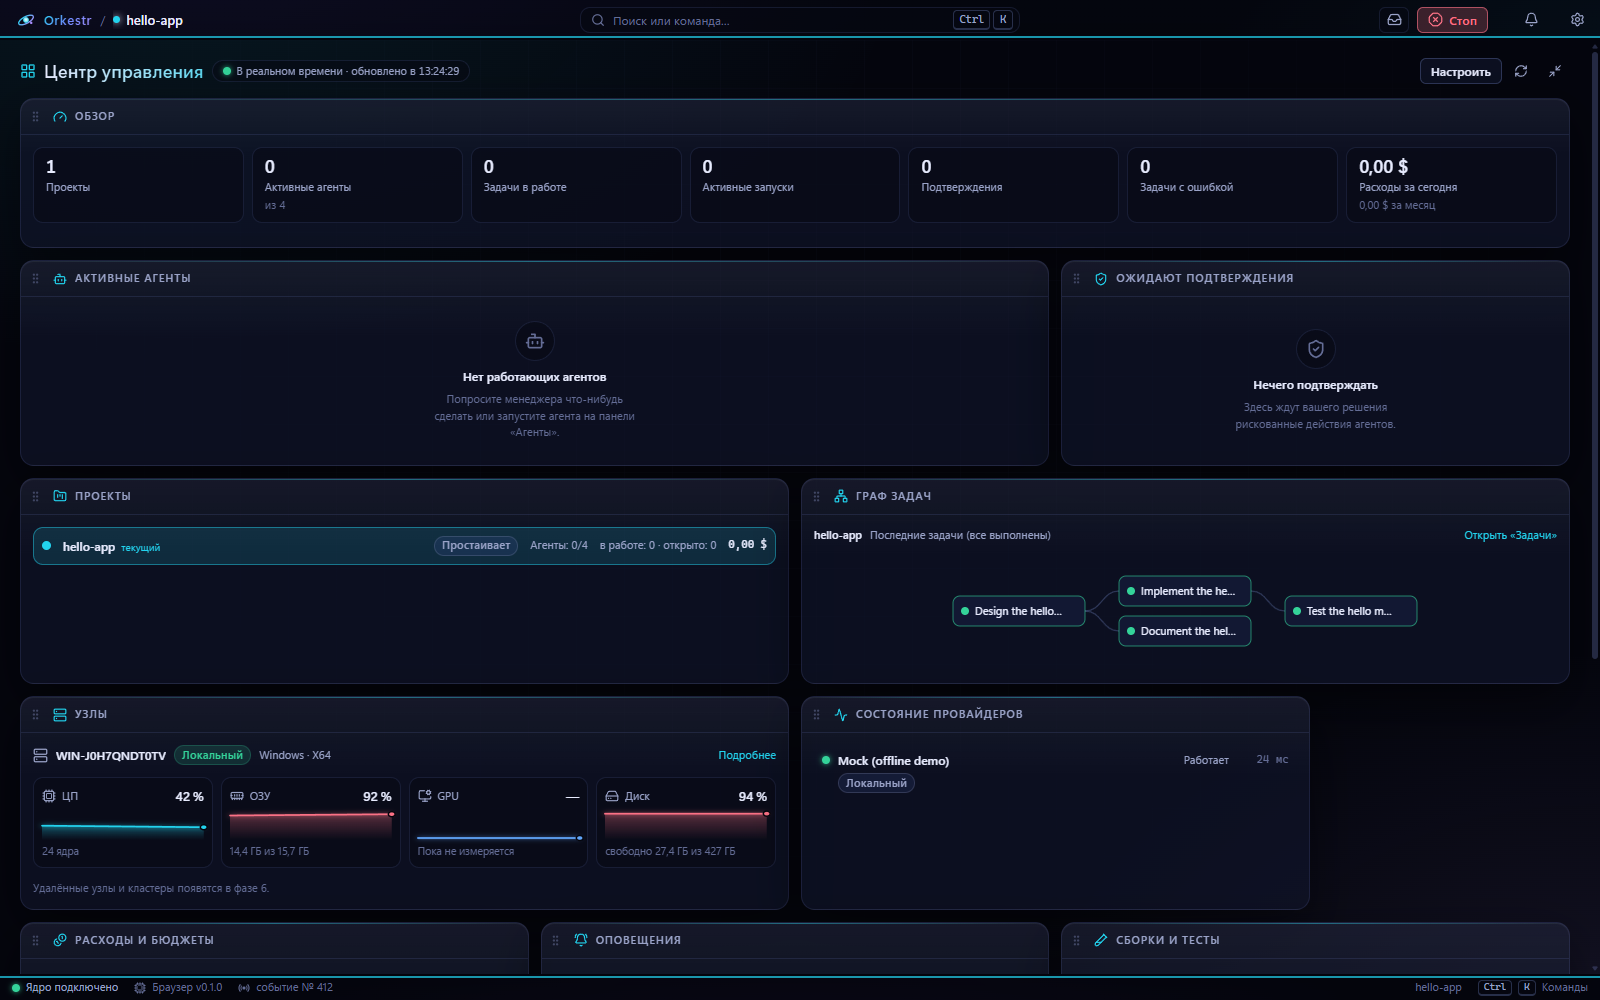 Orkestr / hello-app
Поиск или команда...
Ctrl K
Стоп
Центр управления
В реальном времени · обновлено в 13:24:29
Настроить
ОБЗОР
1
Проекты
0
Активные агенты
из 4
0
Задачи в работе
0
Активные запуски
0
Подтверждения
0
Задачи с ошибкой
0,00 $
Расходы за сегодня
0,00 $ за месяц
АКТИВНЫЕ АГЕНТЫ
Нет работающих агентов
Попросите менеджера что-нибудь
сделать или запустите агента на панели
«Агенты».
ОЖИДАЮТ ПОДТВЕРЖДЕНИЯ
Нечего подтверждать
Здесь ждут вашего решения
рискованные действия агентов.
ПРОЕКТЫ
hello-app текущий
Простаивает
Агенты: 0/4
в работе: 0 · открыто: 0
0,00 $
ГРАФ ЗАДАЧ
hello-app Последние задачи (все выполнены)
Открыть «Задачи»
Design the hello...
Implement the he...
Document the hel...
Test the hello m...
УЗЛЫ
WIN-J0H7QNDT0TV
Локальный
Windows · X64
Подробнее
ЦП 42 %
24 ядра
ОЗУ 92 %
14,4 ГБ из 15,7 ГБ
GPU —
Пока не измеряется
Диск 94 %
свободно 27,4 ГБ из 427 ГБ
Удалённые узлы и кластеры появятся в фазе 6.
СОСТОЯНИЕ ПРОВАЙДЕРОВ
Mock (offline demo)
Работает
24 мс
Локальный
РАСХОДЫ И БЮДЖЕТЫ
ОПОВЕЩЕНИЯ
СБОРКИ И ТЕСТЫ
Ядро подключено
Браузер v0.1.0
событие № 412
hello-app
Ctrl K Команды